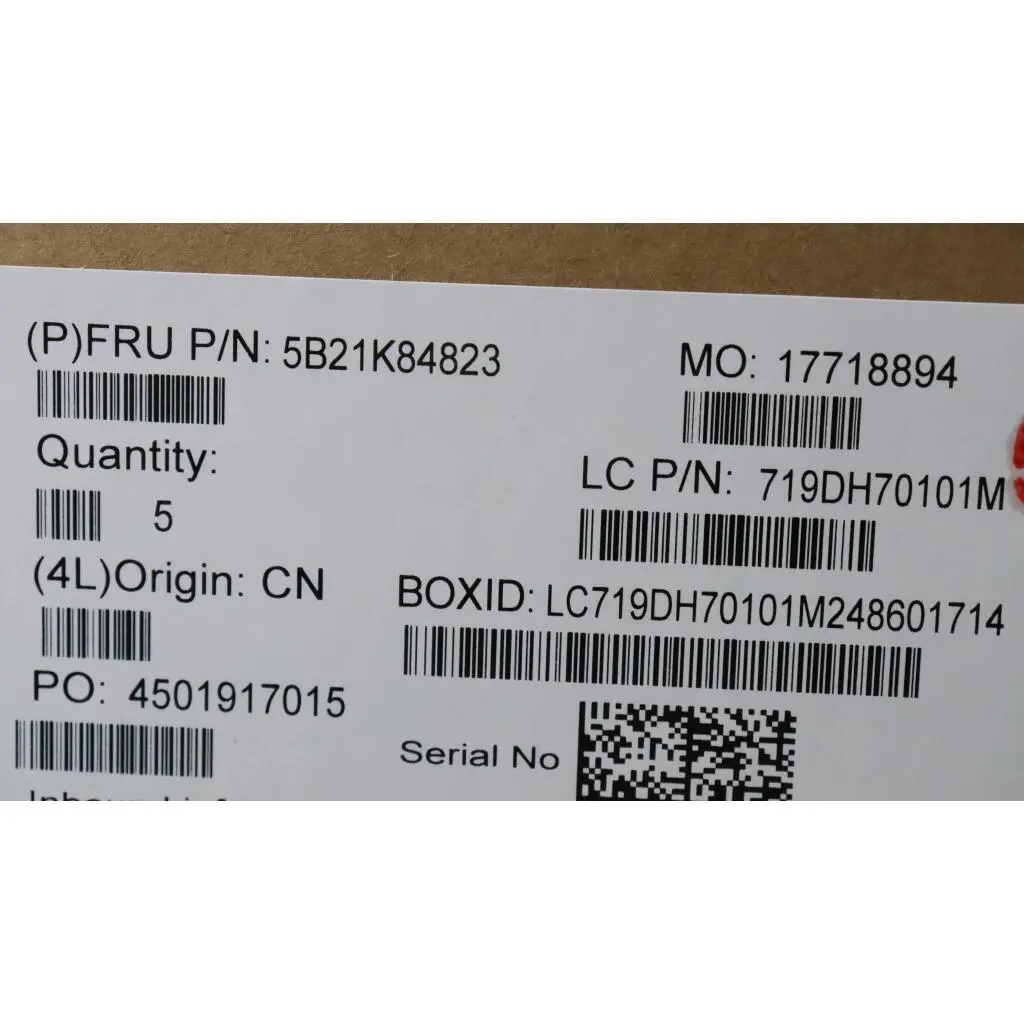 (P)FRU P/N: 5B21K84823
MO: 17718894
Quantity:
5
LC P/N: 719DH70101M
(4L)Origin: CN
BOXID: LC719DH70101M248601714
PO: 4501917015
Serial No